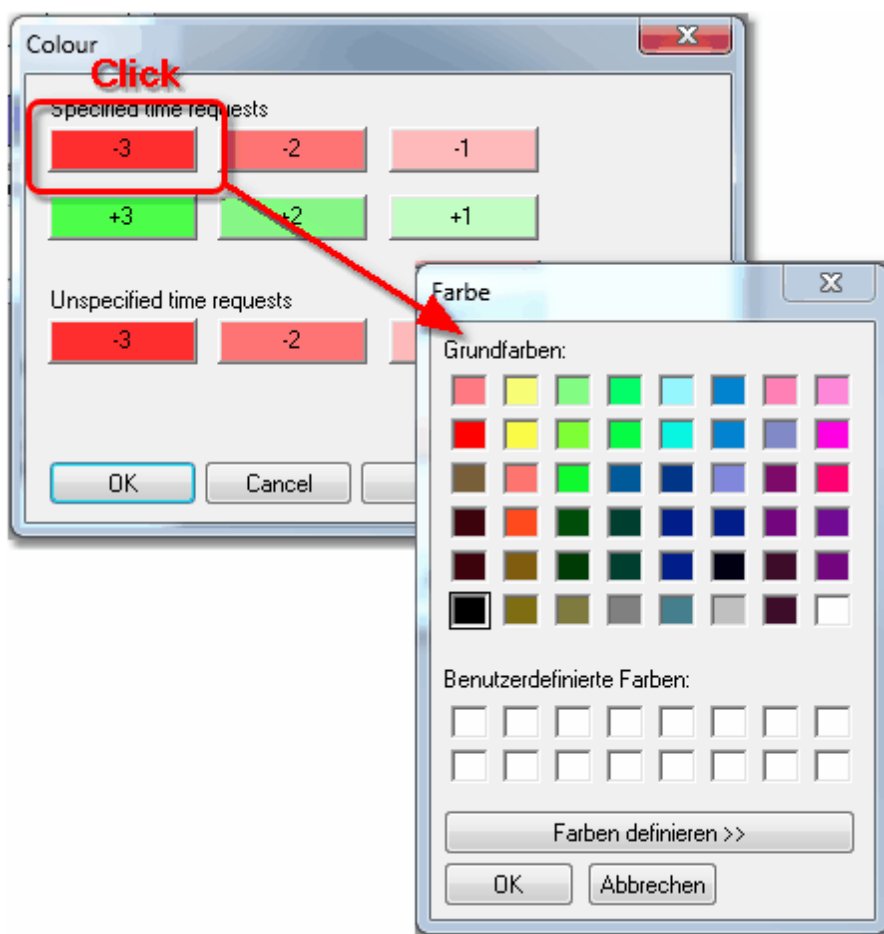 Colour
Click
Specified time requests
-3 -2 -1
+3 +2 +1
Unspecified time requests
-3 -2
OK Cancel
Farbe
Grundfarben:
Benutzerdefinierte Farben:
Farben definieren >>
OK Abbrechen